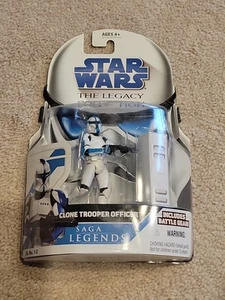 AGES 4+
STAR
WARS
THE LEGACY
CLONE TROOPER OFFICER
INCLUDES
BATTLE GEAR!
SAGA
LEGENDS
WARNING: